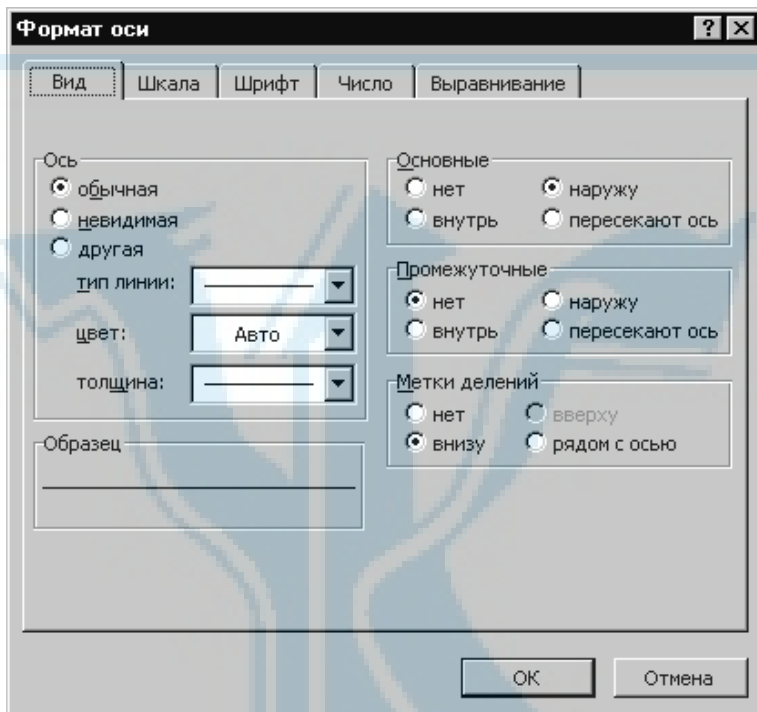 Формат оси
Вид Шкала Шрифт Число Выравнивание
Ось
обычная
невидимая
другая
тип линии:
цвет: Авто
толщина:
Образец
Основные
нет наружу
внутрь пересекают ось
Промежуточные
нет наружу
внутрь пересекают ось
Метки делений
нет вверху
внизу рядом с осью
ОК Отмена